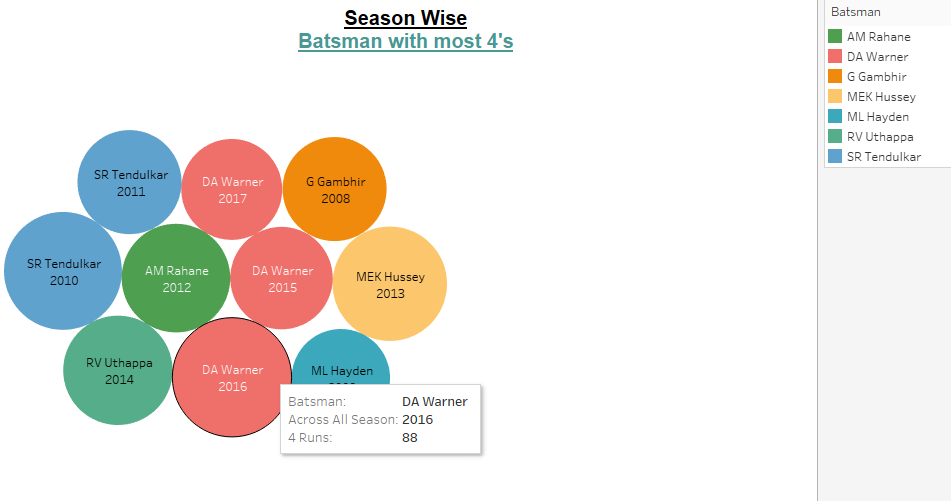 Season Wise
Batsman with most 4's
SR Tendulkar
2011
DA Warner
2017
G Gambhir
2008
SR Tendulkar
2010
AM Rahane
2012
DA Warner
2015
MEK Hussey
2013
RV Uthappa
2014
DA Warner
2016
ML Hayden
Batsman: DA Warner
Across All Season: 2016
4 Runs: 88
Batsman
AM Rahane
DA Warner
G Gambhir
MEK Hussey
ML Hayden
RV Uthappa
SR Tendulkar